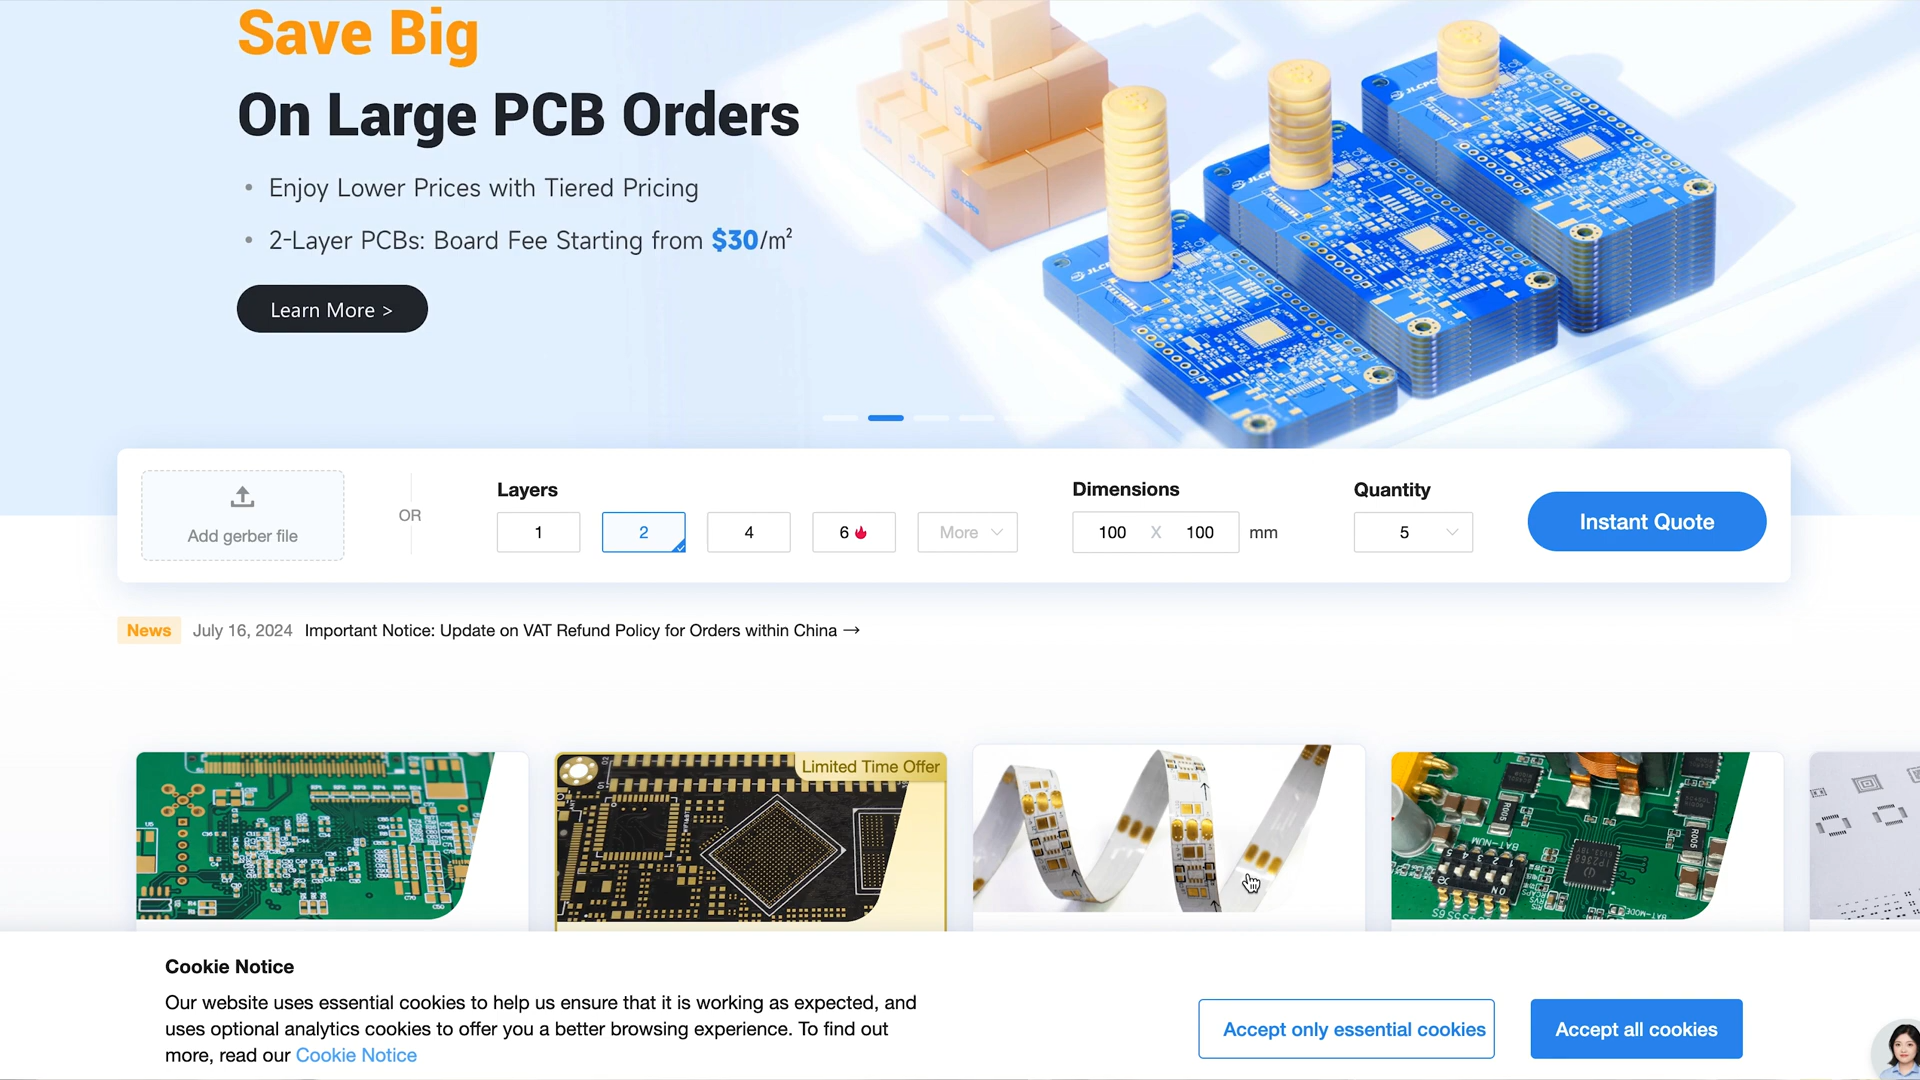 Save Big
On Large PCB Orders
• Enjoy Lower Prices with Tiered Pricing
• 2-Layer PCBs: Board Fee Starting from $30/m²
Learn More >
Add gerber file
OR
Layers
1
2
4
6
More
Dimensions
100 X 100 mm
Quantity
5
Instant Quote
News July 16, 2024 Important Notice: Update on VAT Refund Policy for Orders within China →
Limited Time Offer
Cookie Notice
Our website uses essential cookies to help us ensure that it is working as expected, and
uses optional analytics cookies to offer you a better browsing experience. To find out
more, read our Cookie Notice
Accept only essential cookies
Accept all cookies